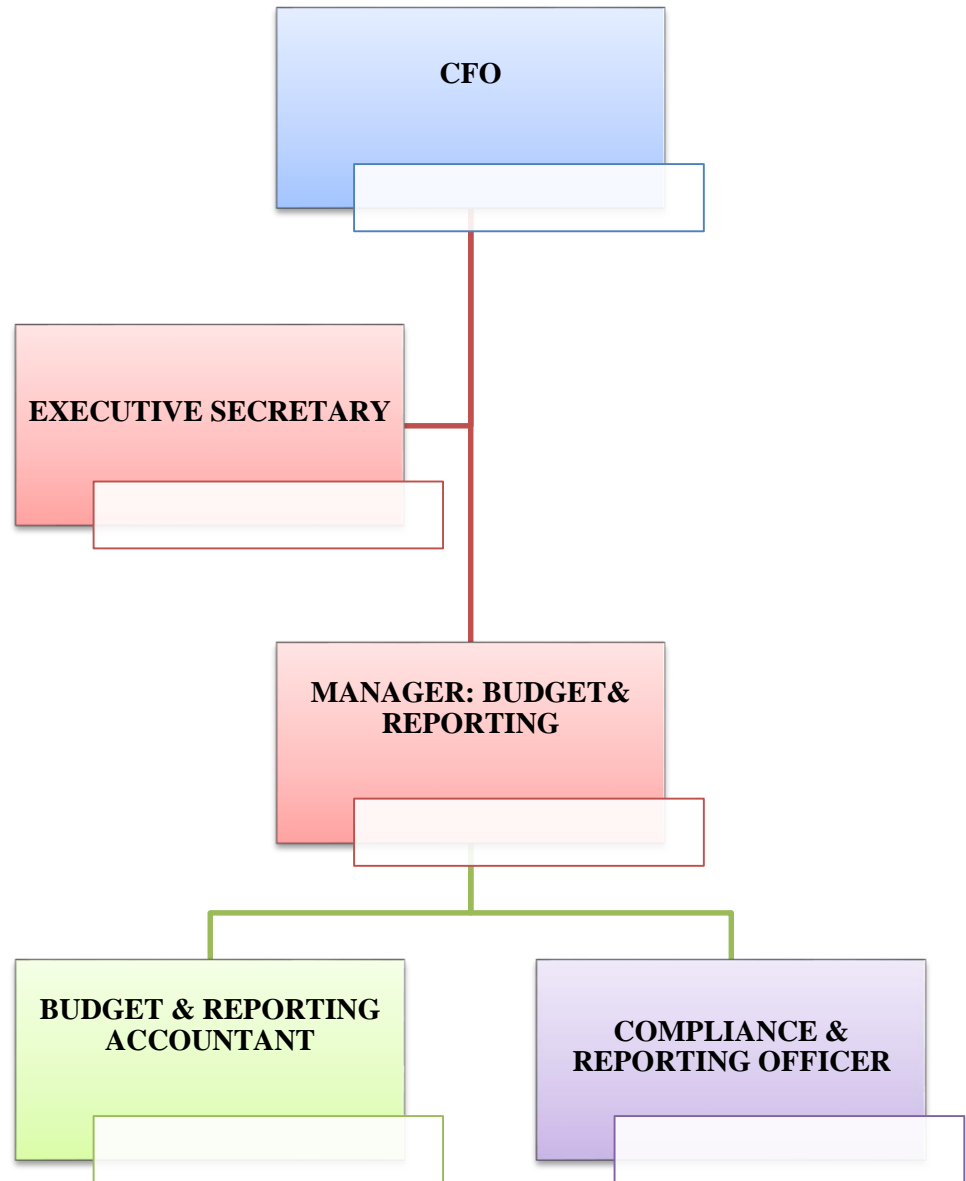 CFO
EXECUTIVE SECRETARY
MANAGER: BUDGET&
REPORTING
BUDGET & REPORTING
ACCOUNTANT
COMPLIANCE &
REPORTING OFFICER